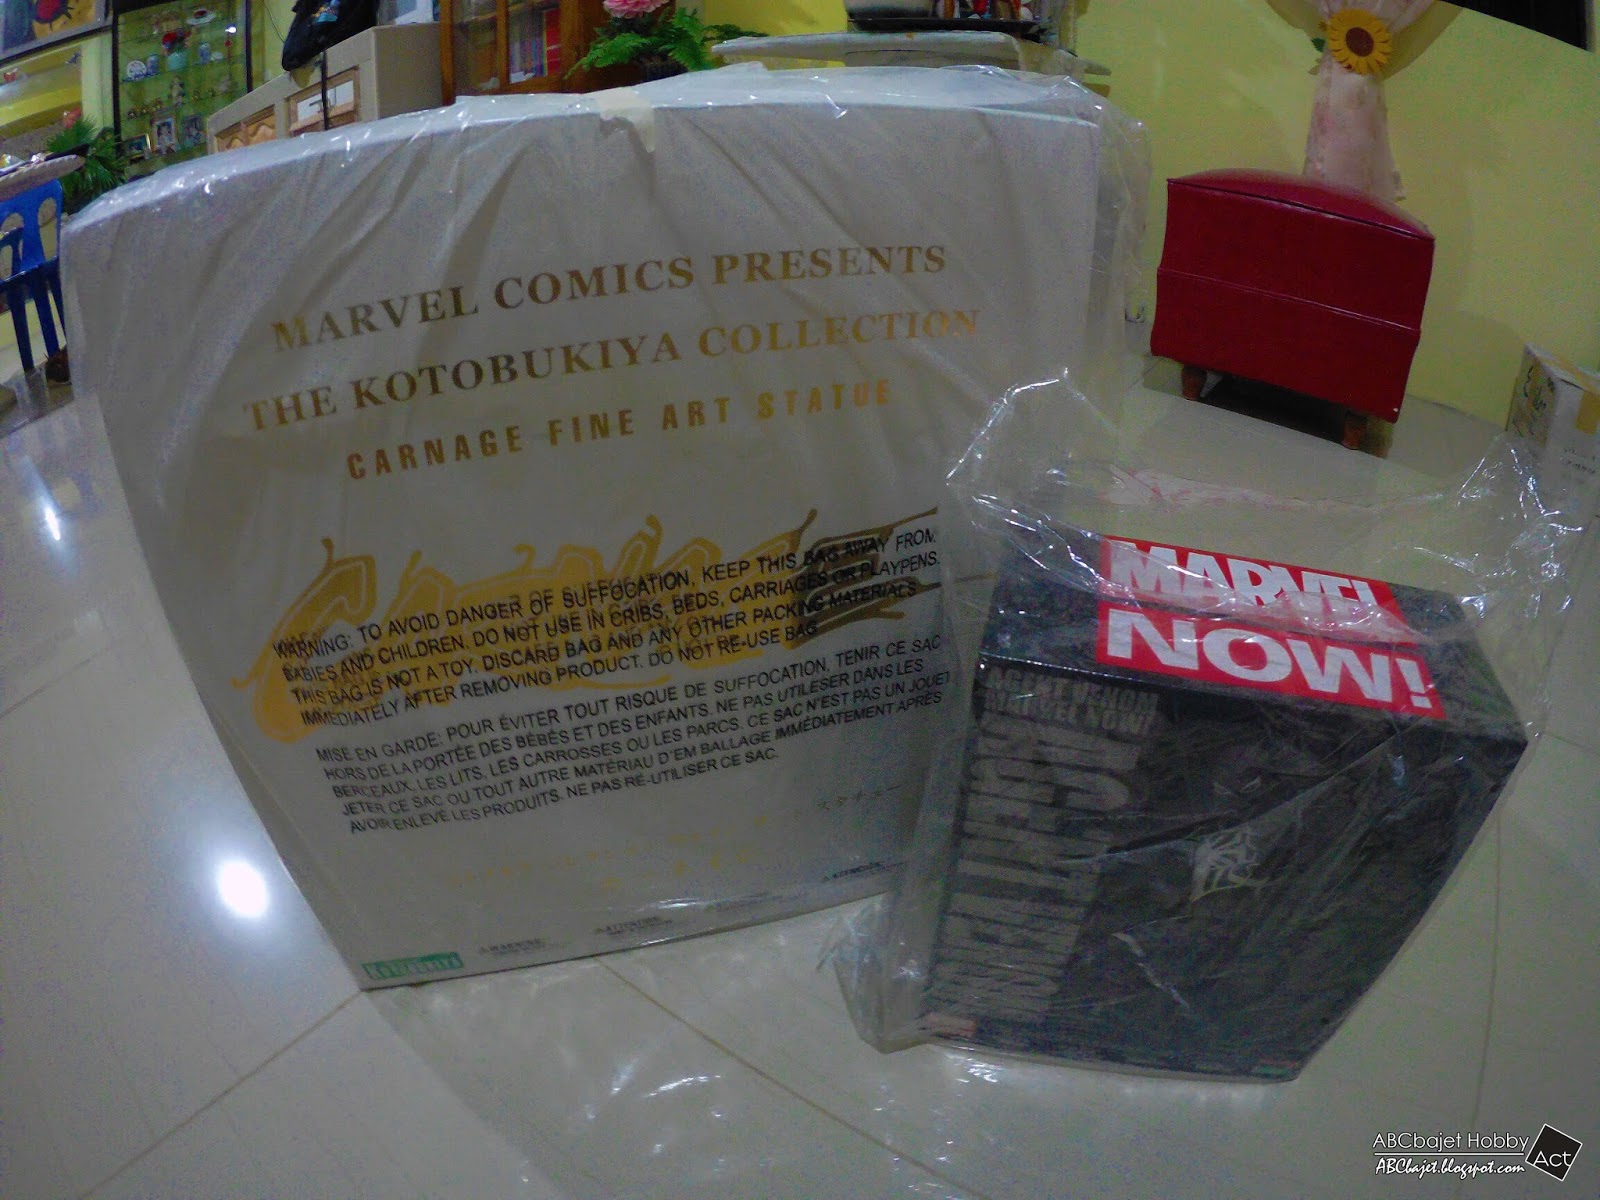 MARVEL COMICS PRESENTS
THE KOTOBUKIYA COLLECTION
CARNAGE FINE ART STATUE
WARNING: TO AVOID DANGER OF SUFFOCATION, KEEP THIS BAG AWAY FROM
BABIES AND CHILDREN. DO NOT USE IN CRIBS, BEDS, CARRIAGES OR PLAYPENS.
THIS BAG IS NOT A TOY. DISCARD BAG AND ANY OTHER PACKING MATERIALS
IMMEDIATELY AFTER REMOVING PRODUCT. DO NOT RE-USE BAG
MISE EN GARDE: POUR ÉVITER TOUT RISQUE DE SUFFOCATION, TENIR CE SAC
HORS DE LA PORTÉE DES BÉBÉS ET DES ENFANTS. NE PAS UTILESER DANS LES
BERCEAUX, LES LITS, LES CARROSSES OU LES PARCS. CE SAC N'EST PAS UN JOUET
JETER CE SAC OU TOUT AUTRE MATÉRIAU D'EM BALLAGE IMMÉDIATEMENT APRÈS
AVOIR ENLEVÉ LES PRODUITS. NE PAS RÉ-UTILISER CE SAC.
KOTOBUKIYA
MARVEL
NOW!
AGENT VENOM
MARVEL NOW!
ABCbajet Hobby
Act
ABCbajet.blogspot.com